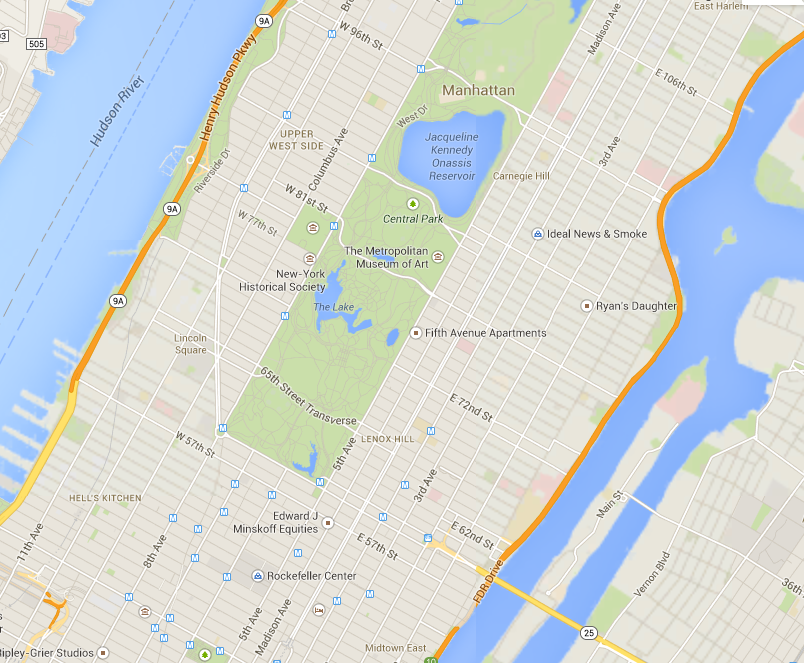 East Harlem
9A
W 96th St
Madison Ave
505
Henry Hudson Pkwy
E 106th St
Hudson River
Manhattan
West Dr
UPPER
WEST SIDE
Columbus Ave
Jacqueline
Kennedy
Onassis
Reservoir
3rd Ave
Riverside Dr
Carnegie Hill
W 81st St
9A
Central Park
W 77th St
Ideal News & Smoke
The Metropolitan
Museum of Art
New-York
Historical Society
9A
The Lake
Ryan's Daughter
Fifth Avenue Apartments
Lincoln
Square
65th Street Transverse
E 72nd St
W 57th St
5th Ave
LENOX HILL
3rd Ave
HELL'S KITCHEN
Main St
Edward J
Minskoff Equities
E 62nd St
11th Ave
8th Ave
E 57th St
Rockefeller Center
FDR Drive
Vernon Blvd
36th
5th Ave
Madison Ave
25
Ripley-Grier Studios
Midtown East
10